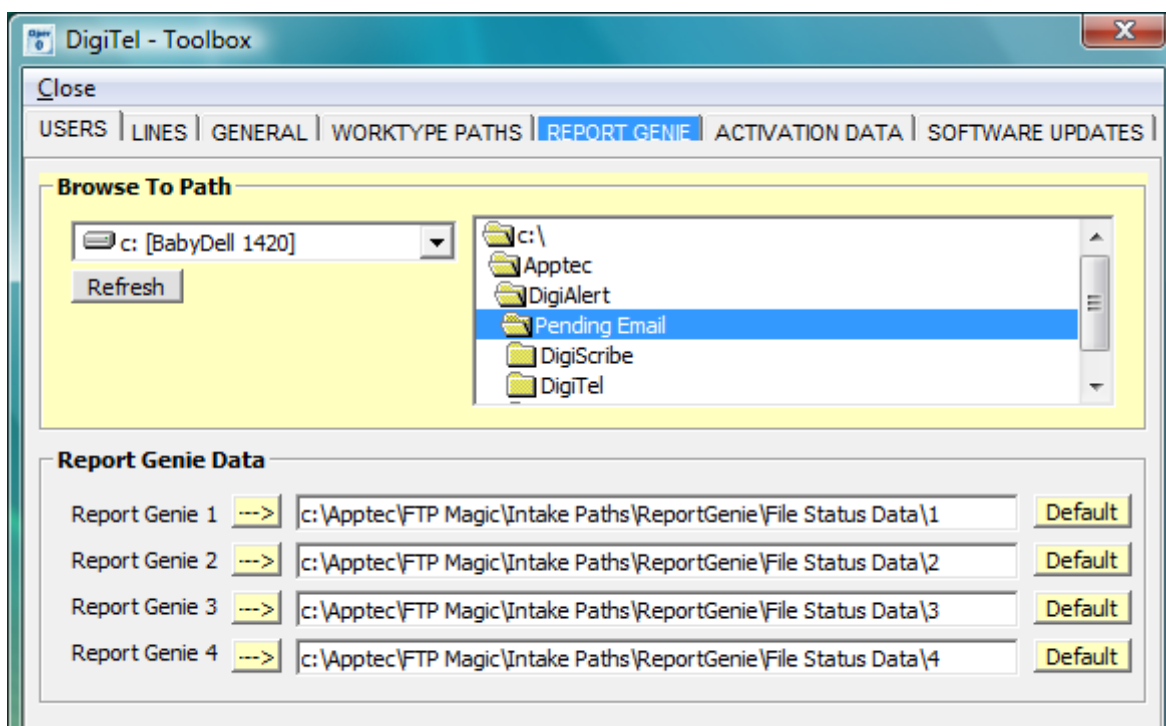 DigiTel - Toolbox
Close
USERS LINES GENERAL WORKTYPE PATHS REPORT GENIE ACTIVATION DATA SOFTWARE UPDATES
Browse To Path
c: [BabyDell 1420]
Refresh
c:\
Apptec
DigiAlert
Pending Email
DigiScribe
DigiTel
Report Genie Data
Report Genie 1 ---> c:\Apptec\FTP Magic\Intake Paths\ReportGenie\File Status Data\1 Default
Report Genie 2 ---> c:\Apptec\FTP Magic\Intake Paths\ReportGenie\File Status Data\2 Default
Report Genie 3 ---> c:\Apptec\FTP Magic\Intake Paths\ReportGenie\File Status Data\3 Default
Report Genie 4 ---> c:\Apptec\FTP Magic\Intake Paths\ReportGenie\File Status Data\4 Default